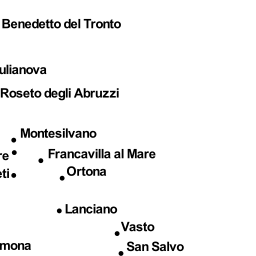 Benedetto del Tronto
ulianova
Roseto degli Abruzzi
Montesilvano
re
Francavilla al Mare
eti
Ortona
Lanciano
Vasto
mona
San Salvo